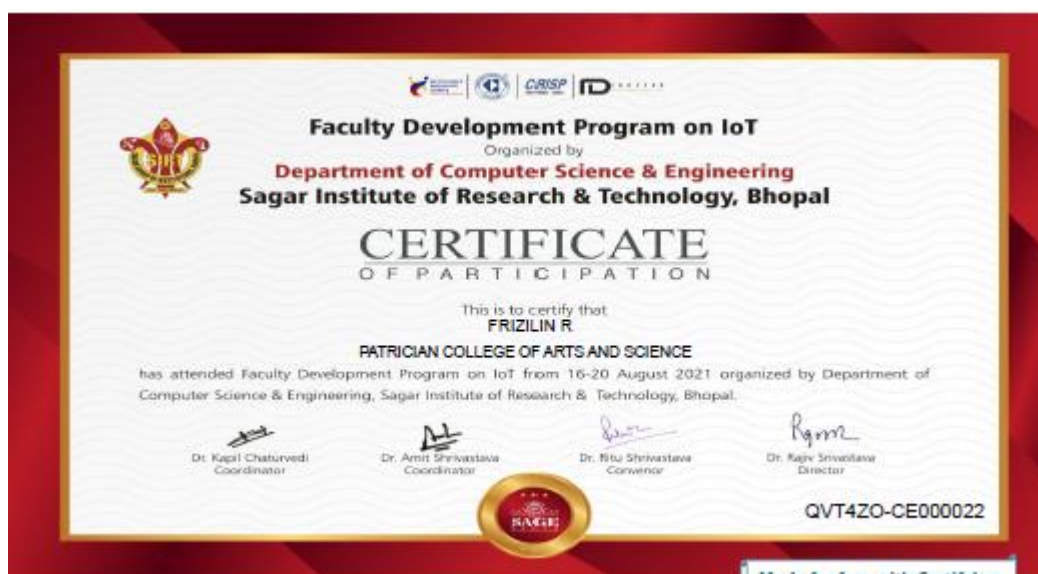 CRISP
Faculty Development Program on IoT
Organized by
Department of Computer Science & Engineering
Sagar Institute of Research & Technology, Bhopal
SIRT
CERTIFICATE
OF PARTICIPATION
This is to certify that
FRIZILIN R
PATRICIAN COLLEGE OF ARTS AND SCIENCE
has attended Faculty Development Program on IoT from 16-20 August 2021 organized by Department of
Computer Science & Engineering, Sagar Institute of Research & Technology, Bhopal.
Dr. Kapil Chaturvedi Dr. Amit Shrivastava Dr. Ritu Shrivastava Dr. Rajiv Srivastava
Coordinator Coordinator Convenor Director
SAGE
QVT4ZO-CE000022